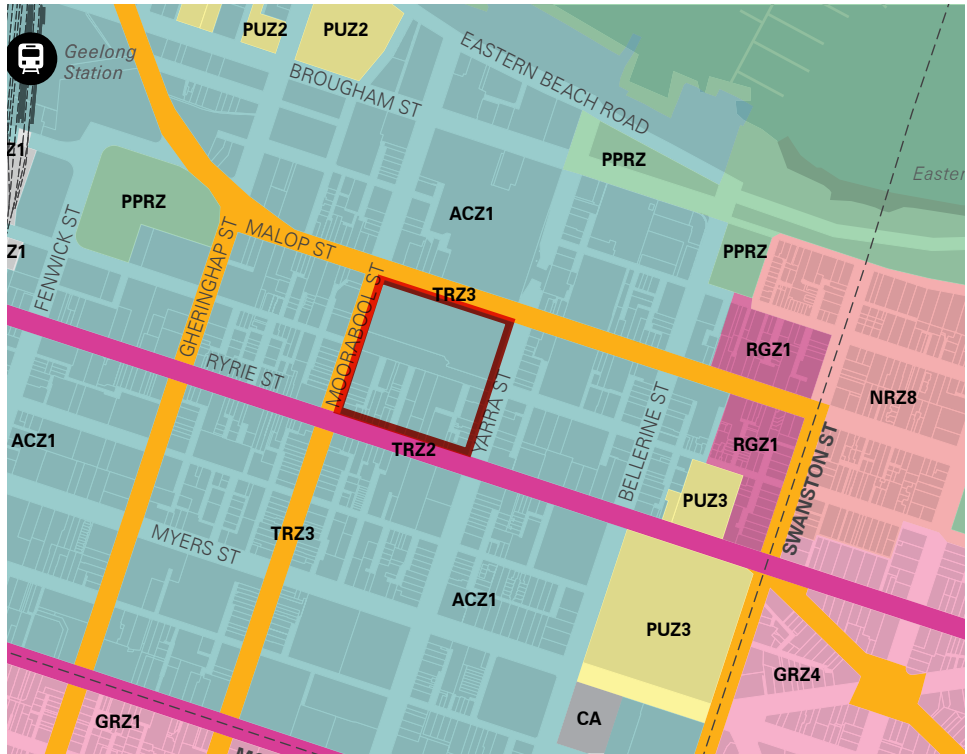 PUZ2
PUZ2
Geelong
Station
EASTERN BEACH ROAD
BROUGHAM ST
Z1
PPRZ
Easter
PPRZ
ACZ1
FENWICK ST
MALOP ST
GHERINGHAP ST
PPRZ
Z1
MOORABOOL ST
TRZ3
RGZ1
RYRIE ST
NRZ8
YARRA ST
BELLERINE ST
ACZ1
TRZ2
RGZ1
SWANSTON ST
PUZ3
TRZ3
MYERS ST
ACZ1
PUZ3
GRZ4
GRZ1
CA